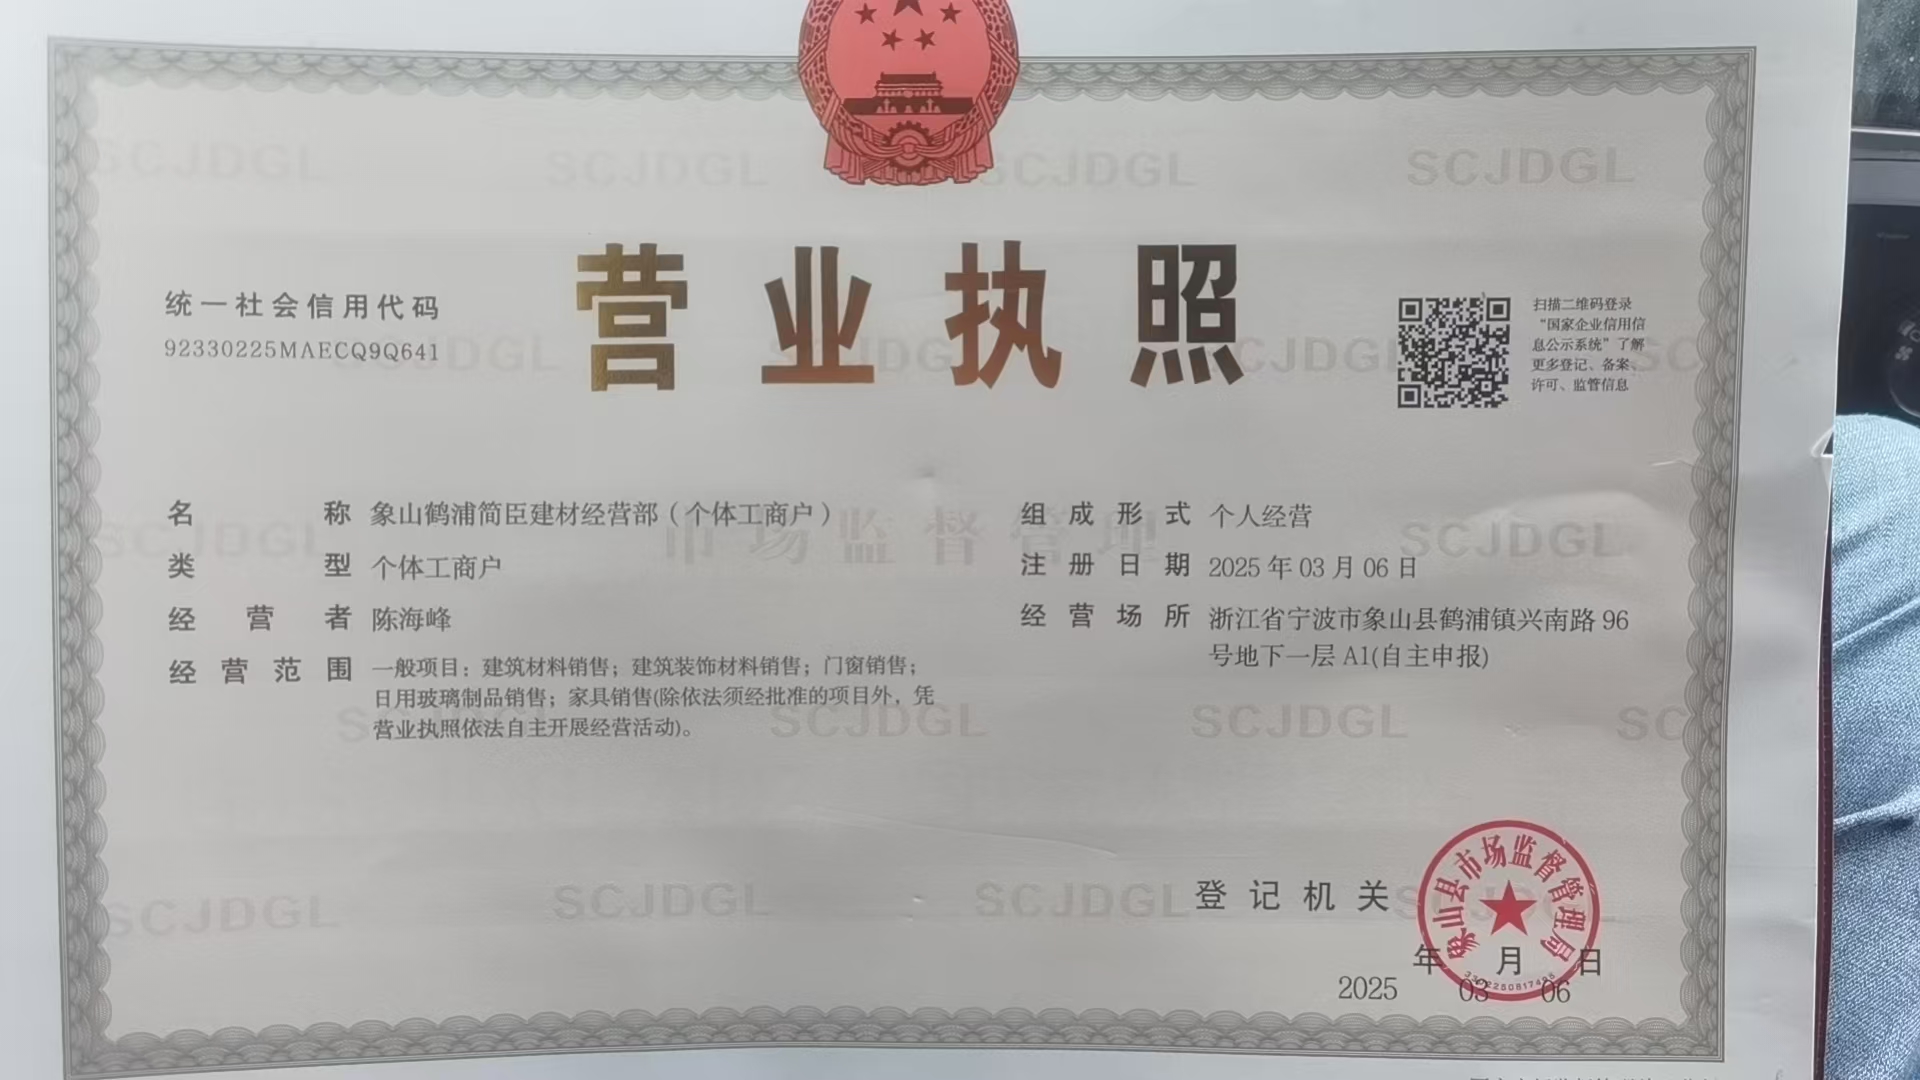 营业执照
统一社会信用代码
92330225MAECQ9Q641
扫描二维码登录
“国家企业信用信
息公示系统”了解
更多登记、备案、
许可、监管信息
名称 象山鹤浦简臣建材经营部（个体工商户）
类型 个体工商户
经营者 陈海峰
经营范围 一般项目：建筑材料销售；建筑装饰材料销售；门窗销售；
日用玻璃制品销售；家具销售(除依法须经批准的项目外，凭
营业执照依法自主开展经营活动)。
组成形式 个人经营
注册日期 2025年03月06日
经营场所 浙江省宁波市象山县鹤浦镇兴南路96
号地下一层A1(自主申报)
登记机关
象山县市场监督管理局
年 月 日
2025 03 06
SCJDGL
市场监督管理